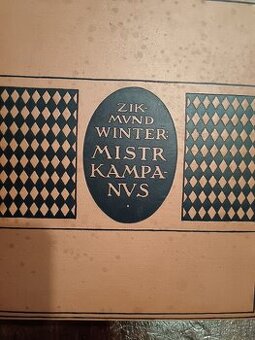 ZIK-
MVND
WINTER·
MISTR
KAMPA-
NVS
·